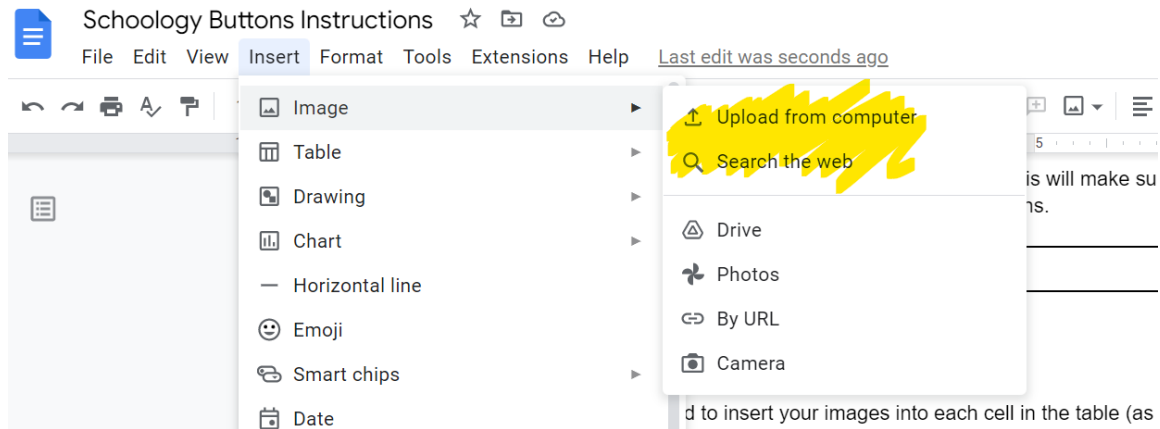 Schoology Buttons Instructions
File Edit View Insert Format Tools Extensions Help Last edit was seconds ago
Image
Table
Drawing
Chart
Horizontal line
Emoji
Smart chips
Date
Upload from computer
Search the web
Drive
Photos
By URL
Camera
5
is will make su
ns.
d to insert your images into each cell in the table (as